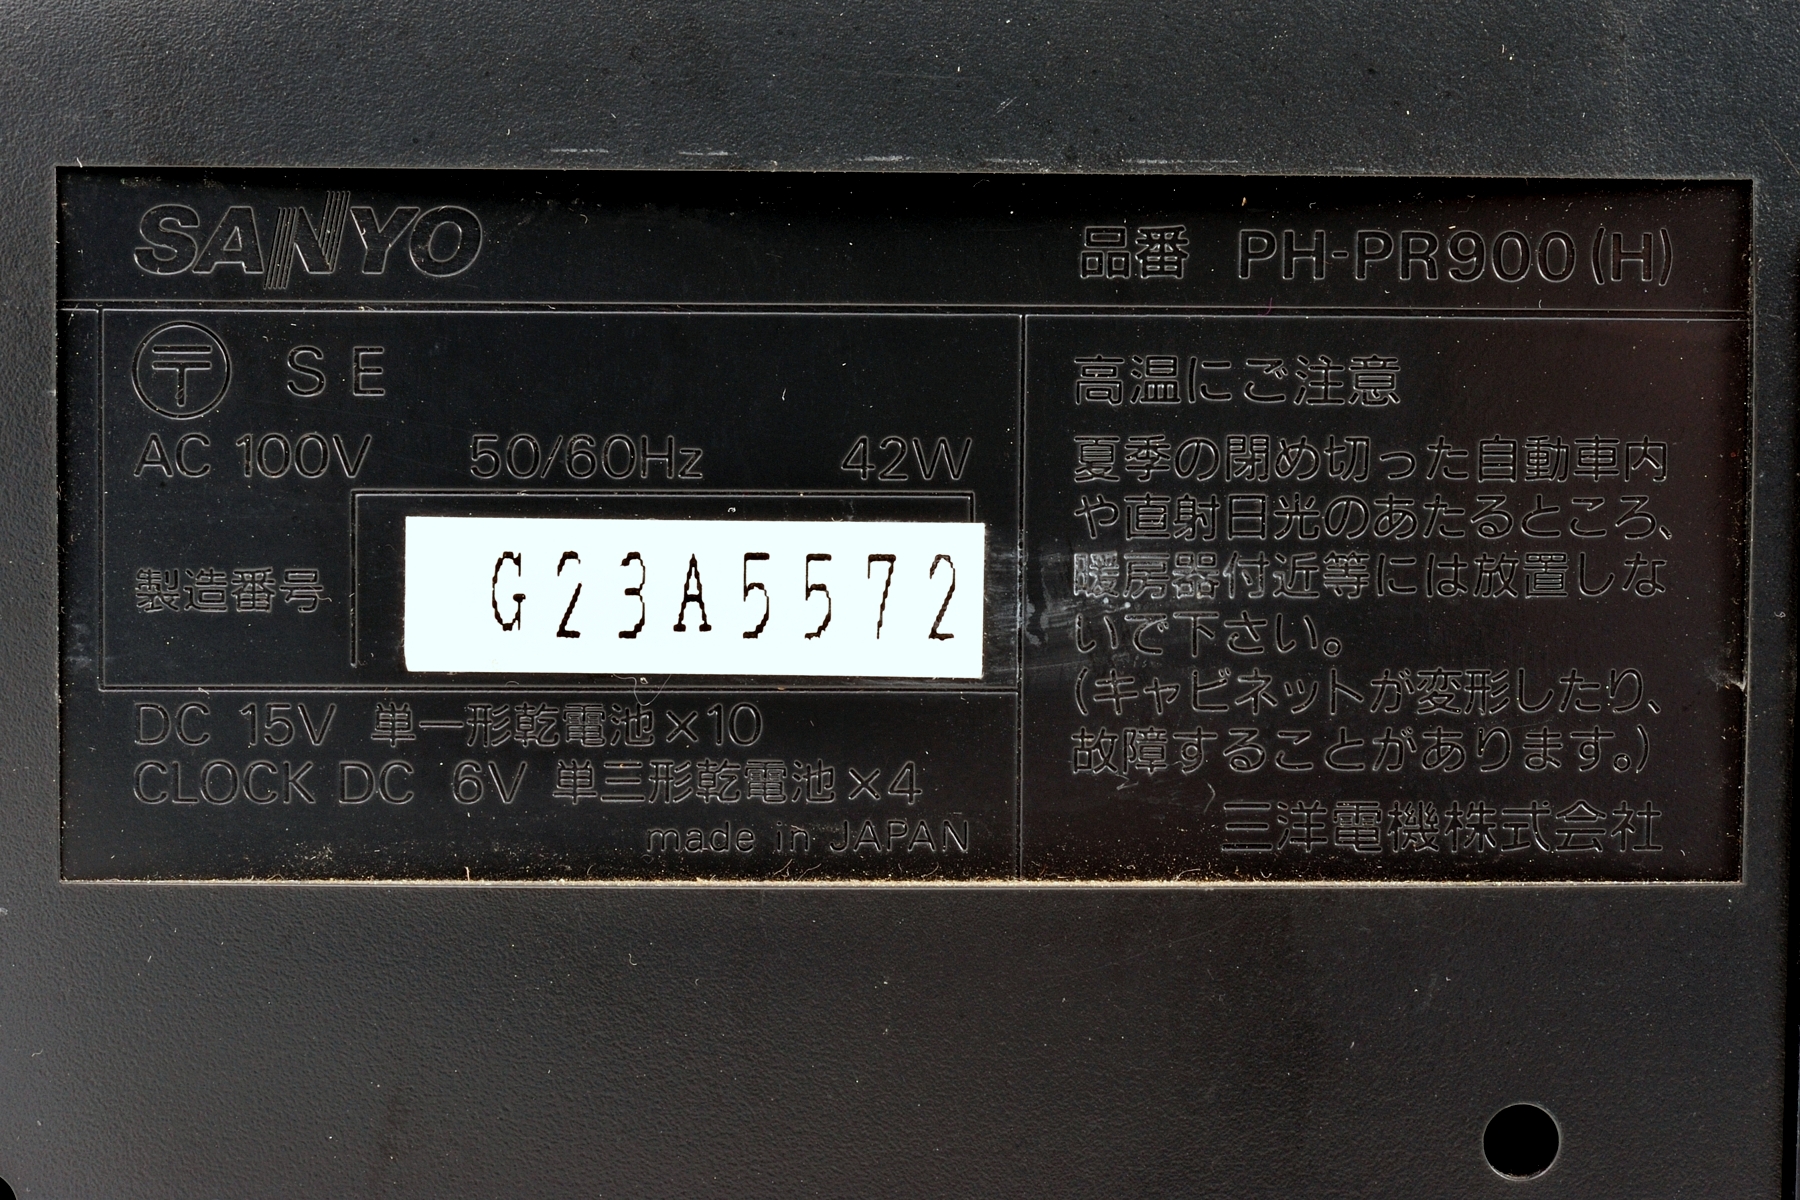 SANYO
品番 PH-PR900(H)
〒 SE
AC 100V 50/60Hz 42W
製造番号 G23A5572
DC 15V 単一形乾電池×10
CLOCK DC 6V 単三形乾電池×4
made in JAPAN
高温にご注意
夏季の閉め切った自動車内
や直射日光のあたるところ、
暖房器付近等には放置しな
いで下さい。
(キャビネットが変形したり、
故障することがあります。)
三洋電機株式会社